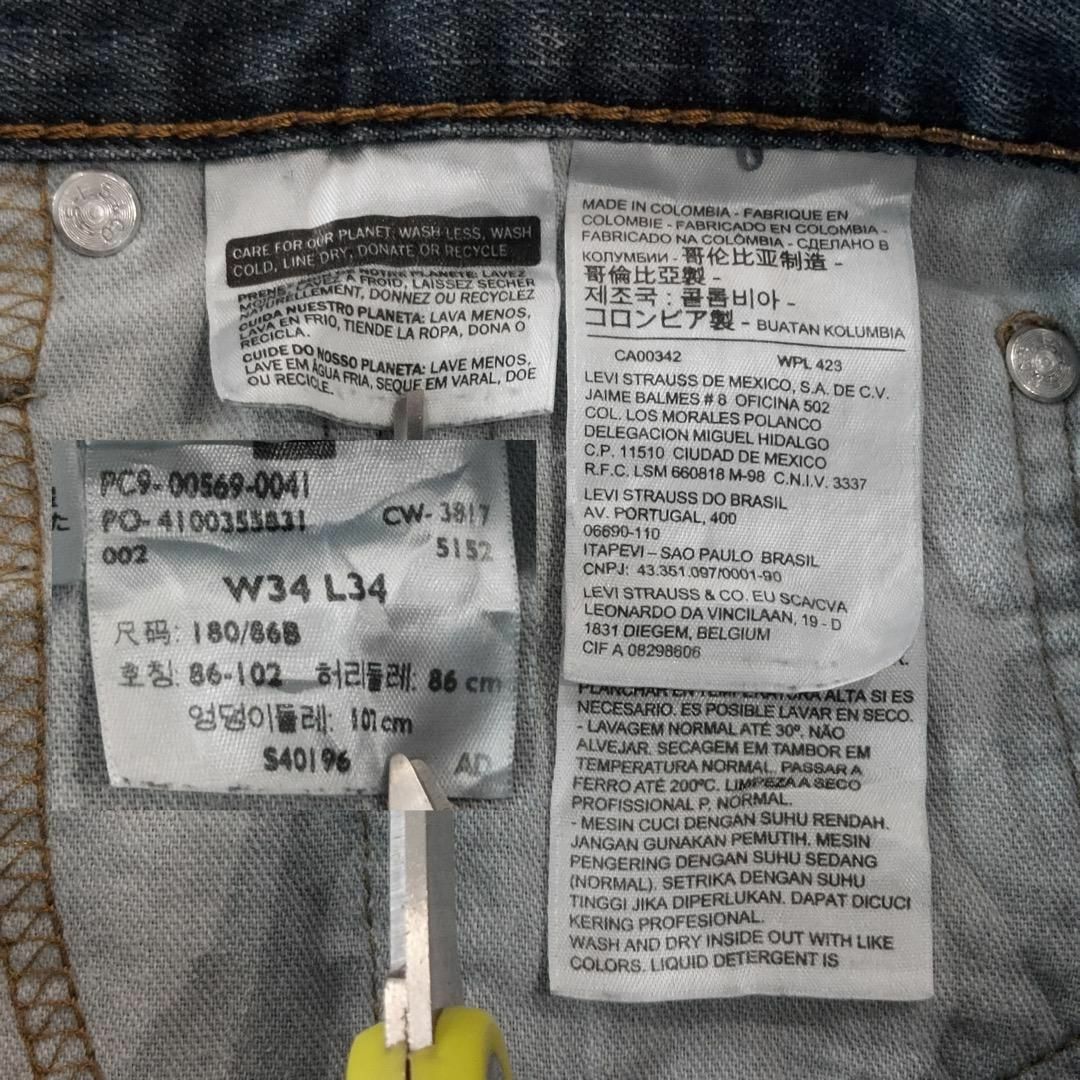 CARE FOR OUR PLANET: WASH LESS, WASH
COLD, LINE DRY, DONATE OR RECYCLE
NOTRE PLANETE: LAVEZ
À FROID, LAISSEZ SECHER
DONNEZ OU RECYCLEZ
CUIDA NUESTRO PLANETA: LAVA MENOS,
LAVA EN FRIO, TIENDE LA ROPA, DONA O
RECICLA.
CUIDE DO NOSSO PLANETA: LAVE MENOS,
LAVE EM ÁGUA FRIA, SEQUE EM VARAL, DOE
OU RECICLE.
PC9-00569-0041
PO-4100355831 CW-3817
002 5152
W34 L34
尺码: 180/86B
호칭: 86-102 허리둘레: 86 cm
엉덩이둘레: 101cm
S40196 AD
MADE IN COLOMBIA - FABRIQUE EN
COLOMBIE - FABRICADO EN COLOMBIA -
FABRICADO NA COLÔMBIA - СДЕЛАНО В
КОЛУМБИИ - 哥伦比亚制造 -
哥倫比亞製 -
제조국 : 콜롬비아 -
コロンビア製 - BUATAN KOLUMBIA
CA00342 WPL 423
LEVI STRAUSS DE MEXICO, S.A. DE C.V.
JAIME BALMES # 8 OFICINA 502
COL. LOS MORALES POLANCO
DELEGACION MIGUEL HIDALGO
C.P. 11510 CIUDAD DE MEXICO
R.F.C. LSM 660818 M-98 C.N.I.V. 3337
LEVI STRAUSS DO BRASIL
AV. PORTUGAL, 400
06690-110
ITAPEVI – SAO PAULO BRASIL
CNPJ: 43.351.097/0001-90
LEVI STRAUSS & CO. EU SCA/CVA
LEONARDO DA VINCILAAN, 19 - D
1831 DIEGEM, BELGIUM
CIF A 08298606
PLANCHAR EN TEMPERATURA ALTA SI ES
NECESARIO. ES POSIBLE LAVAR EN SECO.
- LAVAGEM NORMAL ATÉ 30º. NÃO
ALVEJAR. SECAGEM EM TAMBOR EM
TEMPERATURA NORMAL. PASSAR A
FERRO ATÉ 200ºC. LIMPEZA A SECO
PROFISSIONAL P, NORMAL.
- MESIN CUCI DENGAN SUHU RENDAH.
JANGAN GUNAKAN PEMUTIH. MESIN
PENGERING DENGAN SUHU SEDANG
(NORMAL). SETRIKA DENGAN SUHU
TINGGI JIKA DIPERLUKAN. DAPAT DICUCI
KERING PROFESIONAL.
WASH AND DRY INSIDE OUT WITH LIKE
COLORS. LIQUID DETERGENT IS